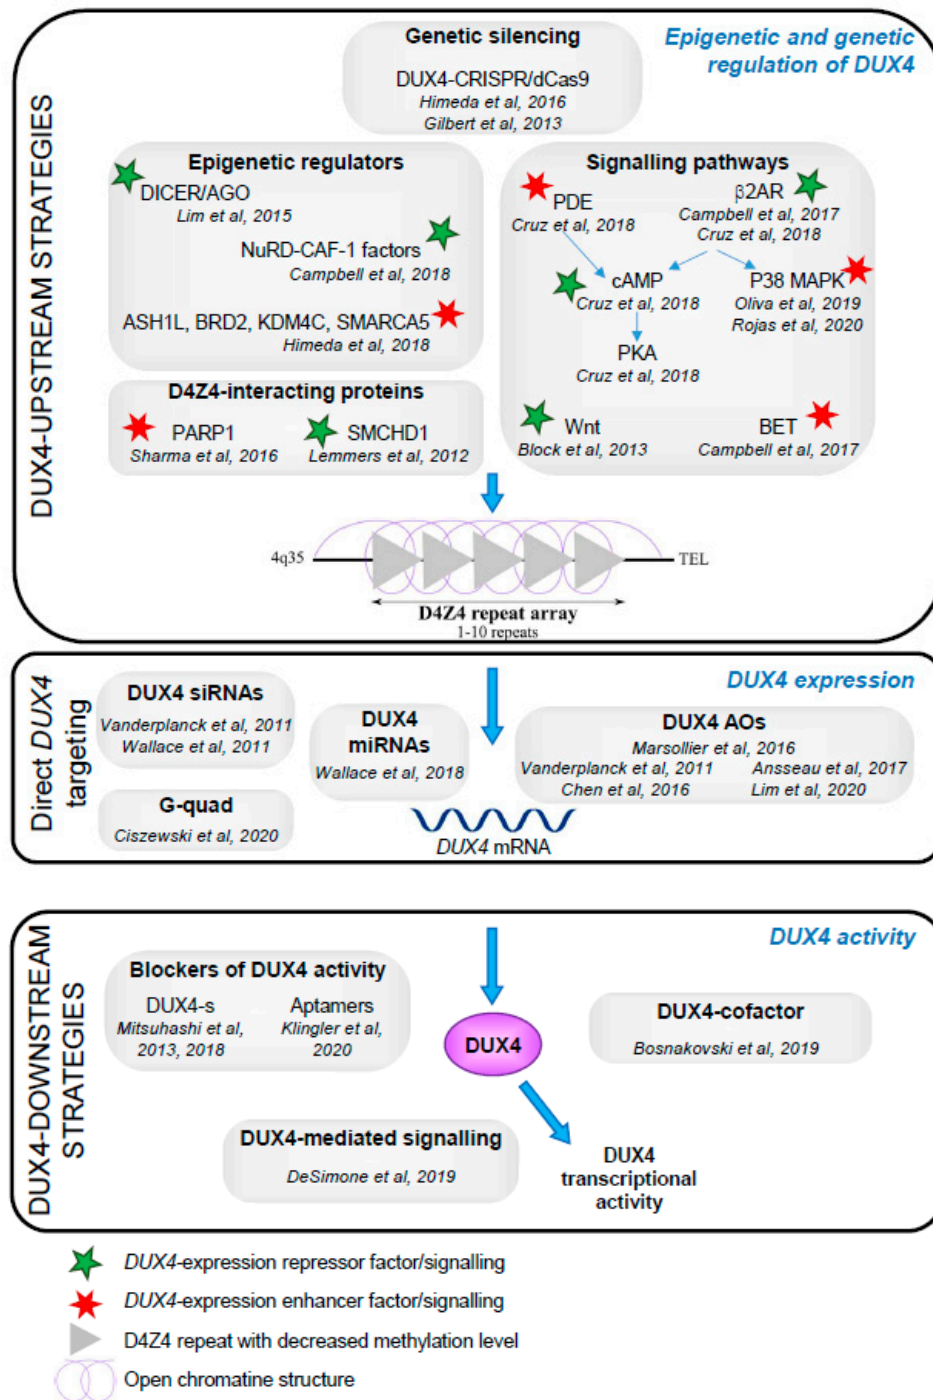 Epigenetic and genetic
regulation of DUX4
DUX4-UPSTREAM STRATEGIES
Genetic silencing
DUX4-CRISPR/dCas9
Himeda et al, 2016
Gilbert et al, 2013
Epigenetic regulators
DICER/AGO
Lim et al, 2015
NuRD-CAF-1 factors
Campbell et al, 2018
ASH1L, BRD2, KDM4C, SMARCA5
Himeda et al, 2018
Signalling pathways
PDE
Cruz et al, 2018
β2AR
Campbell et al, 2017
Cruz et al, 2018
cAMP
Cruz et al, 2018
P38 MAPK
Oliva et al, 2019
Rojas et al, 2020
PKA
Cruz et al, 2018
Wnt
Block et al, 2013
BET
Campbell et al, 2017
D4Z4-interacting proteins
PARP1
Sharma et al, 2016
SMCHD1
Lemmers et al, 2012
4q35
TEL
D4Z4 repeat array
1-10 repeats
Direct DUX4
targeting
DUX4 expression
DUX4 siRNAs
Vanderplanck et al, 2011
Wallace et al, 2011
DUX4
miRNAs
Wallace et al, 2018
DUX4 AOs
Marsollier et al, 2016
Vanderplanck et al, 2011 Ansseau et al, 2017
Chen et al, 2016 Lim et al, 2020
G-quad
Ciszewski et al, 2020
DUX4 mRNA
DUX4-DOWNSTREAM
STRATEGIES
DUX4 activity
Blockers of DUX4 activity
DUX4-s
Mitsuhashi et al,
2013, 2018
Aptamers
Klingler et al,
2020
DUX4
DUX4-cofactor
Bosnakovski et al, 2019
DUX4-mediated signalling
DeSimone et al, 2019
DUX4
transcriptional
activity
DUX4-expression repressor factor/signalling
DUX4-expression enhancer factor/signalling
D4Z4 repeat with decreased methylation level
Open chromatine structure